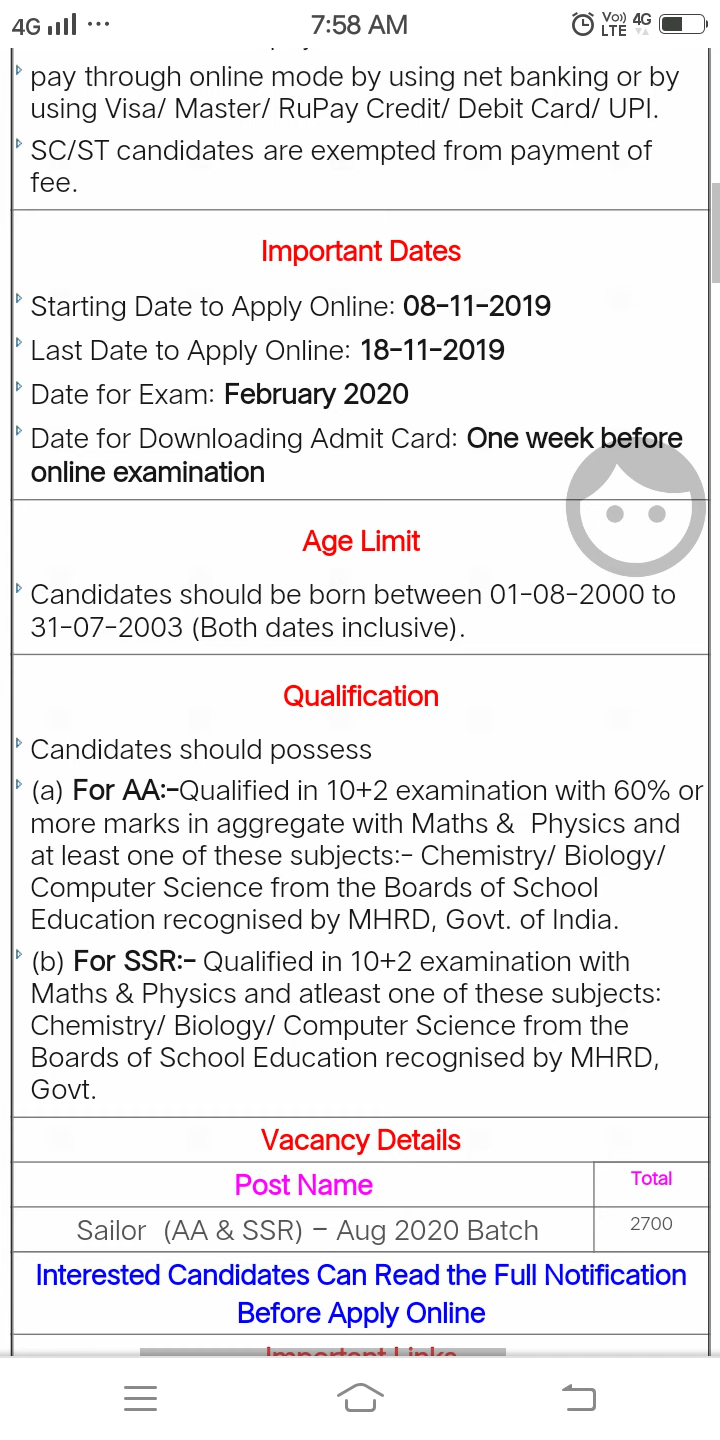 4G ... 7:58 AM Vo)) LTE 4G
pay through online mode by using net banking or by
using Visa/ Master/ RuPay Credit/ Debit Card/ UPI.
SC/ST candidates are exempted from payment of
fee.
Important Dates
Starting Date to Apply Online: 08-11-2019
Last Date to Apply Online: 18-11-2019
Date for Exam: February 2020
Date for Downloading Admit Card: One week before
online examination
Age Limit
Candidates should be born between 01-08-2000 to
31-07-2003 (Both dates inclusive).
Qualification
Candidates should possess
(a) For AA:-Qualified in 10+2 examination with 60% or
more marks in aggregate with Maths & Physics and
at least one of these subjects:- Chemistry/ Biology/
Computer Science from the Boards of School
Education recognised by MHRD, Govt. of India.
(b) For SSR:- Qualified in 10+2 examination with
Maths & Physics and atleast one of these subjects:
Chemistry/ Biology/ Computer Science from the
Boards of School Education recognised by MHRD,
Govt.
Vacancy Details
Post Name Total
Sailor (AA & SSR) – Aug 2020 Batch 2700
Interested Candidates Can Read the Full Notification
Before Apply Online
Important Links